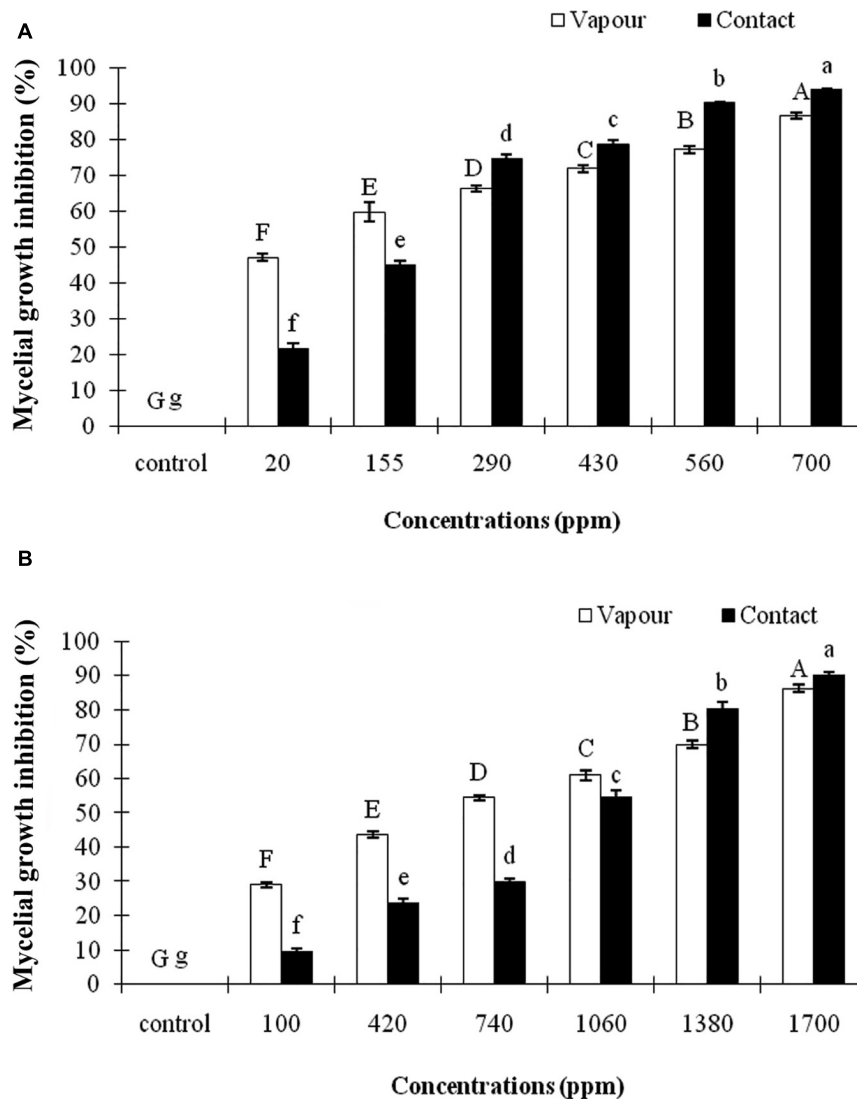 A
Vapour Contact
Mycelial growth inhibition (%)
100
90
80
70
60
50
40
30
20
10
0
G g
F f
E e
D d
C c
B b
A a
control 20 155 290 430 560 700
Concentrations (ppm)
B
Vapour Contact
Mycelial growth inhibition (%)
100
90
80
70
60
50
40
30
20
10
0
G g
F f
E e
D d
C c
B b
A a
control 100 420 740 1060 1380 1700
Concentrations (ppm)